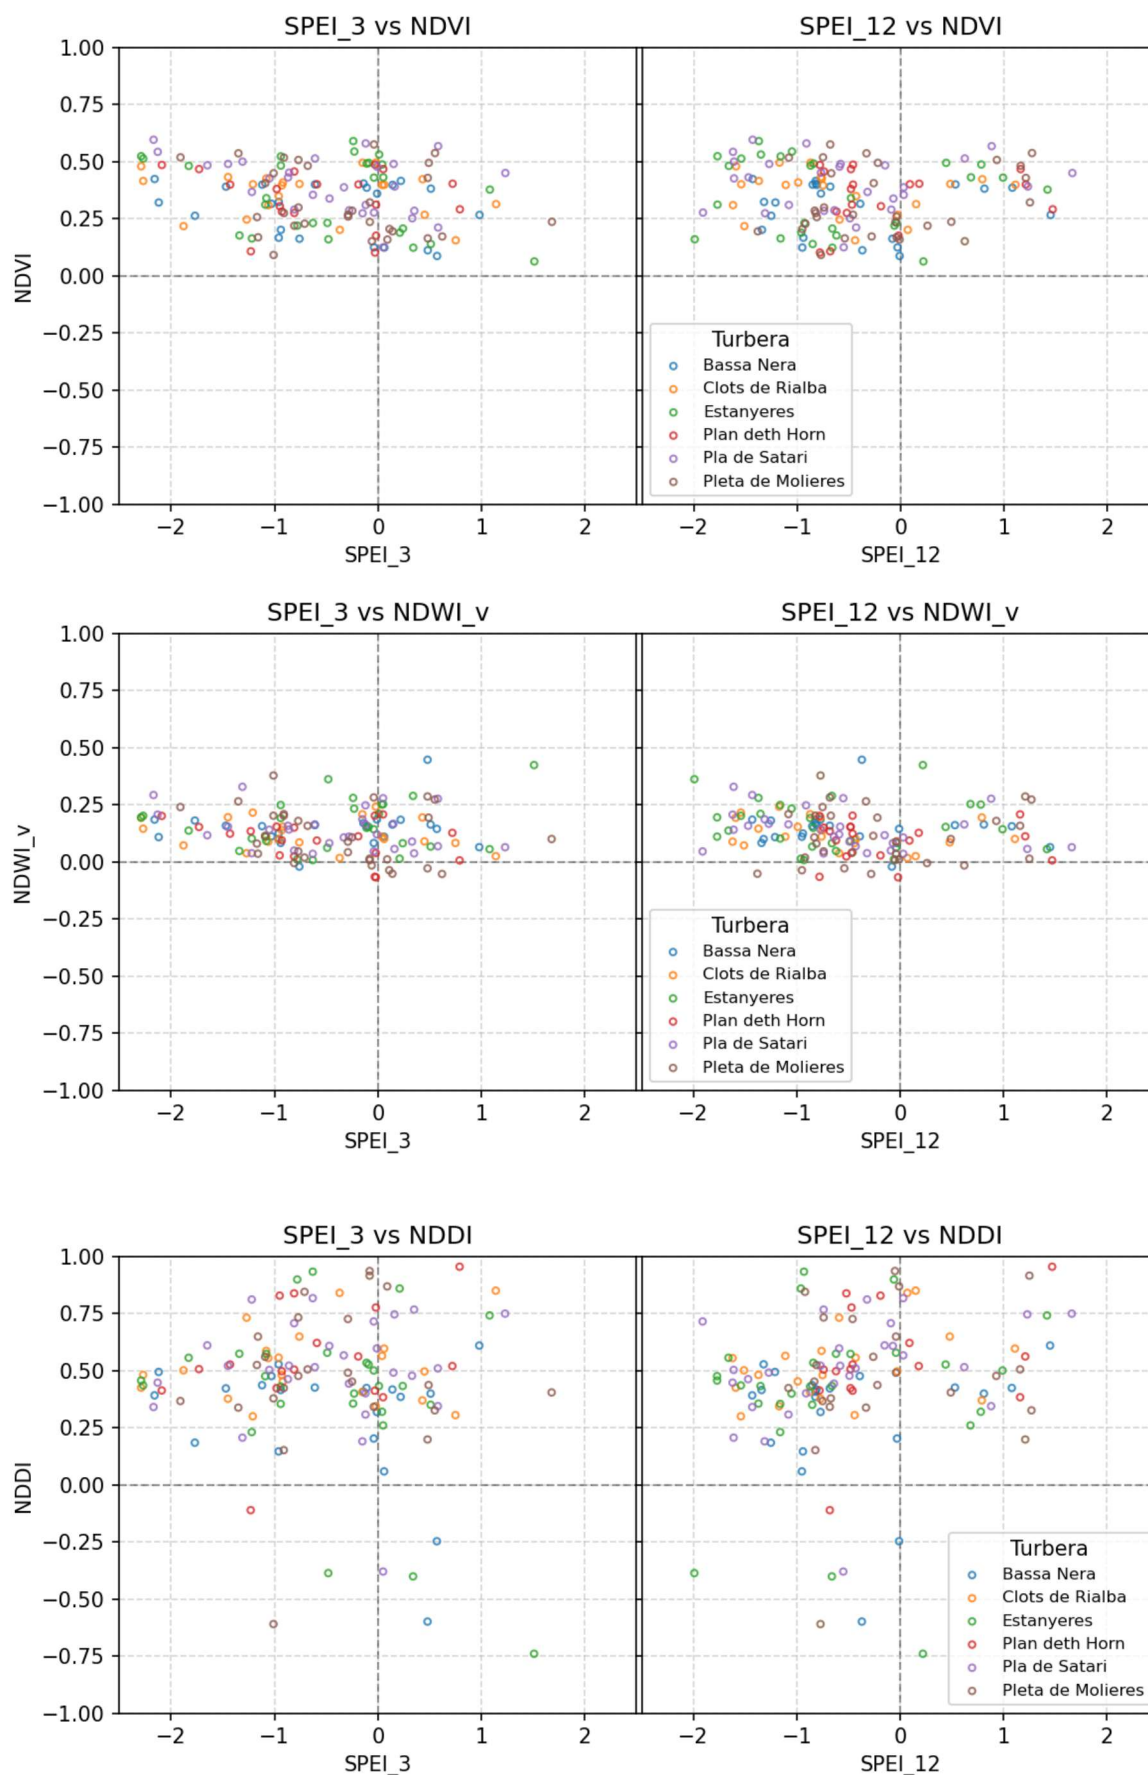 SPEI_3 vs NDVI
SPEI_12 vs NDVI
1.00
0.75
0.50
0.25
0.00
−0.25
−0.50
−0.75
−1.00
NDVI
−2 −1 0 1 2
SPEI_3
Turbera
Bassa Nera
Clots de Rialba
Estanyeres
Plan deth Horn
Pla de Satari
Pleta de Molieres
−2 −1 0 1 2
SPEI_12
SPEI_3 vs NDWI_v
SPEI_12 vs NDWI_v
1.00
0.75
0.50
0.25
0.00
−0.25
−0.50
−0.75
−1.00
NDWI_v
−2 −1 0 1 2
SPEI_3
Turbera
Bassa Nera
Clots de Rialba
Estanyeres
Plan deth Horn
Pla de Satari
Pleta de Molieres
−2 −1 0 1 2
SPEI_12
SPEI_3 vs NDDI
SPEI_12 vs NDDI
1.00
0.75
0.50
0.25
0.00
−0.25
−0.50
−0.75
−1.00
NDDI
−2 −1 0 1 2
SPEI_3
Turbera
Bassa Nera
Clots de Rialba
Estanyeres
Plan deth Horn
Pla de Satari
Pleta de Molieres
−2 −1 0 1 2
SPEI_12